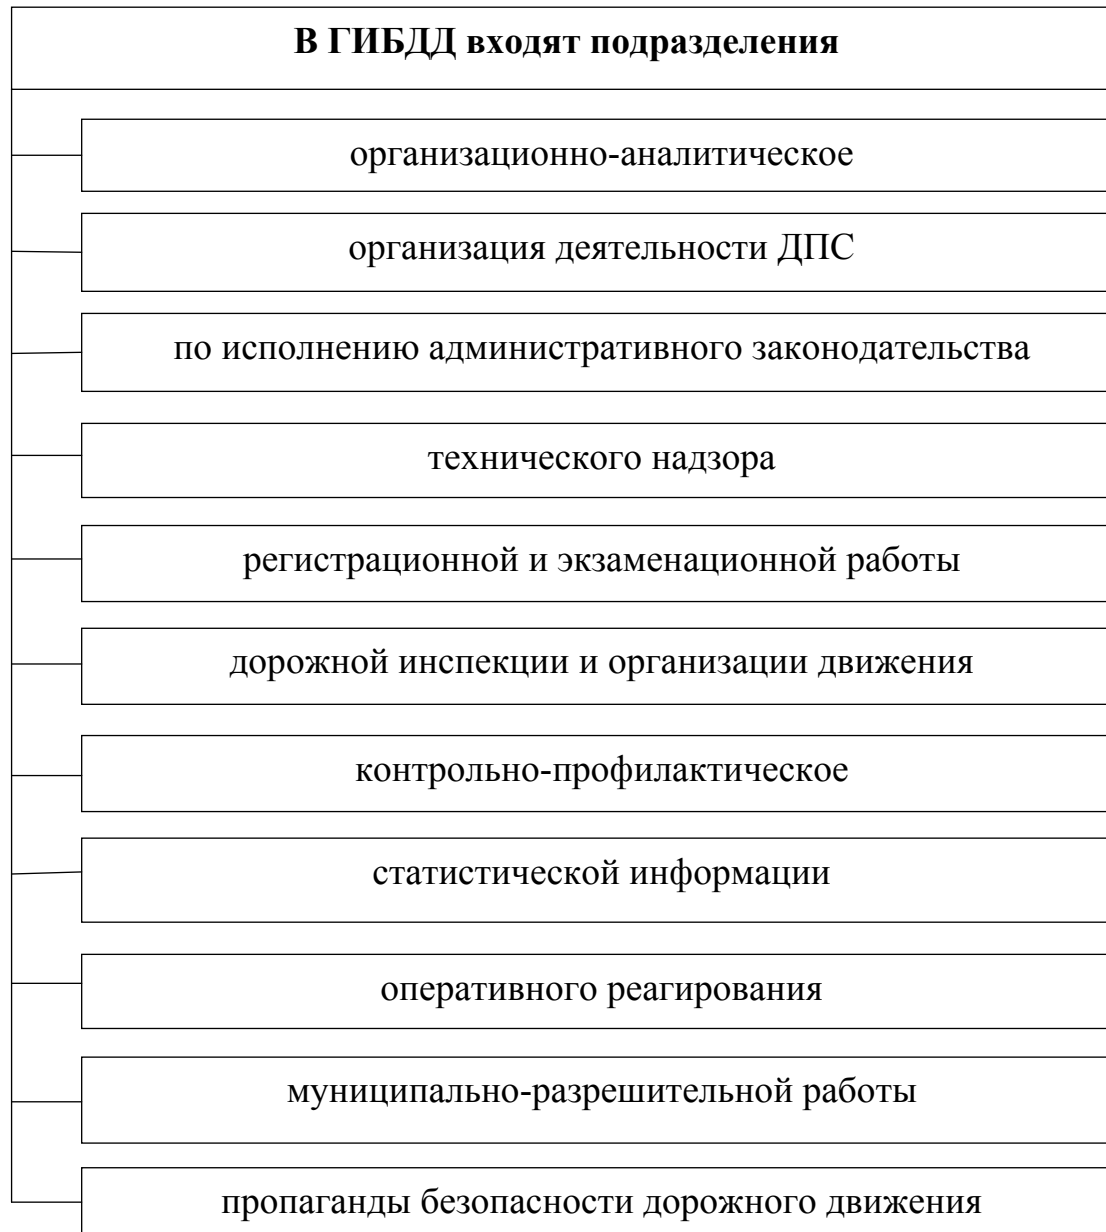 В ГИБДД входят подразделения
организационно-аналитическое
организация деятельности ДПС
по исполнению административного законодательства
технического надзора
регистрационной и экзаменационной работы
дорожной инспекции и организации движения
контрольно-профилактическое
статистической информации
оперативного реагирования
муниципально-разрешительной работы
пропаганды безопасности дорожного движения